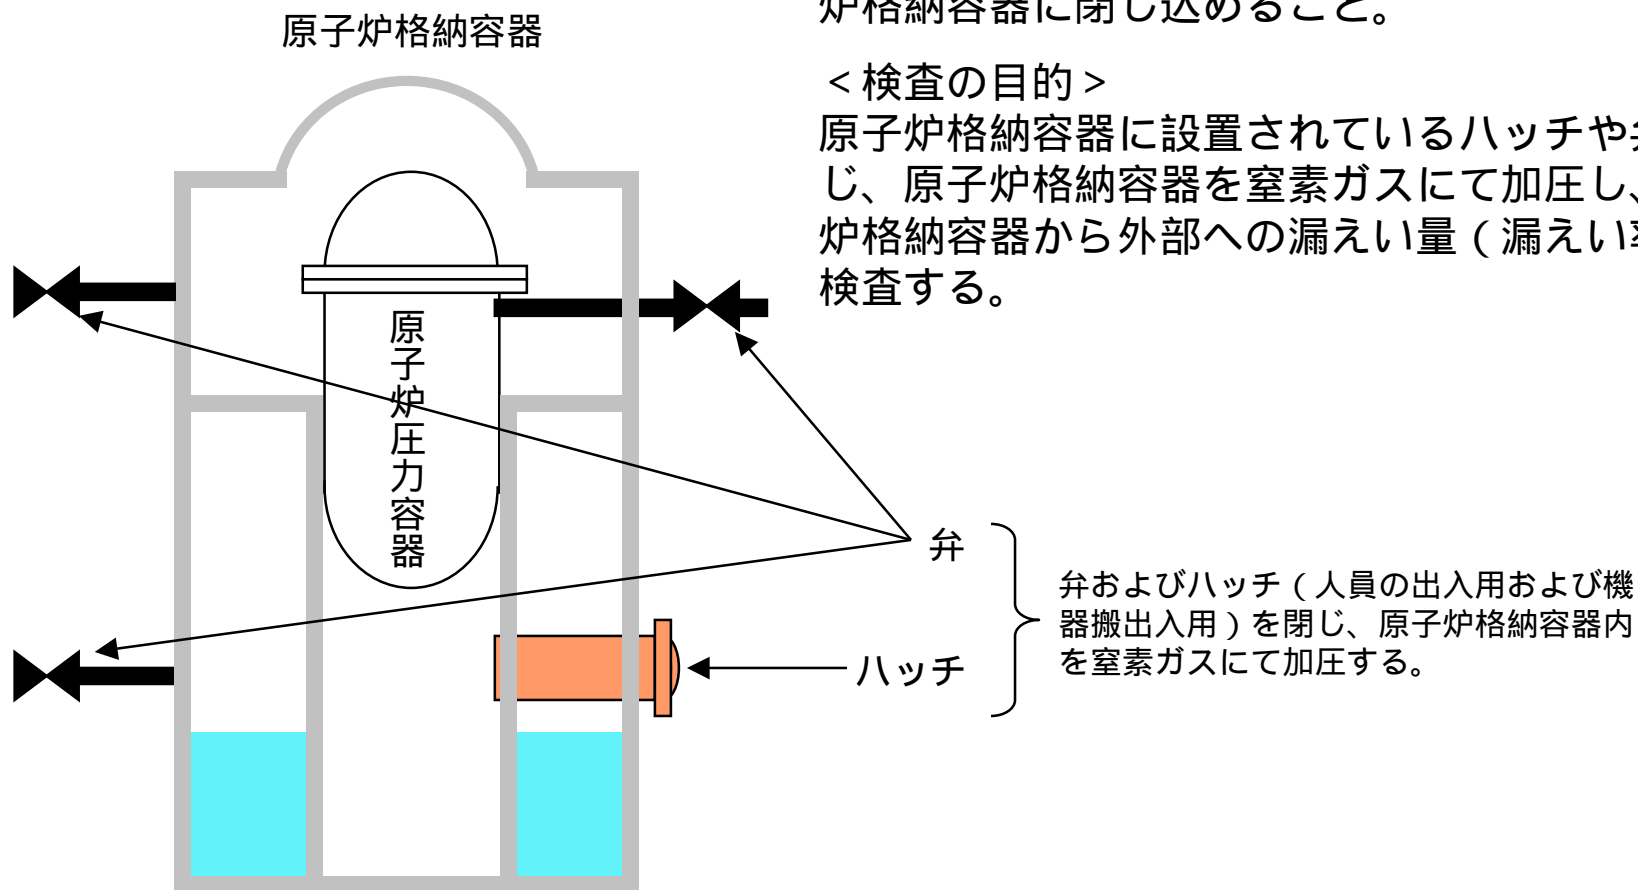 炉格納容器に閉じ込めること。
原子炉格納容器
＜検査の目的＞
原子炉格納容器に設置されているハッチや
じ、原子炉格納容器を窒素ガスにて加圧し、
炉格納容器から外部への漏えい量（漏えい
検査する。
原子炉圧力容器
弁
ハッチ
弁およびハッチ（人員の出入用および機
器搬出入用）を閉じ、原子炉格納容器内
を窒素ガスにて加圧する。